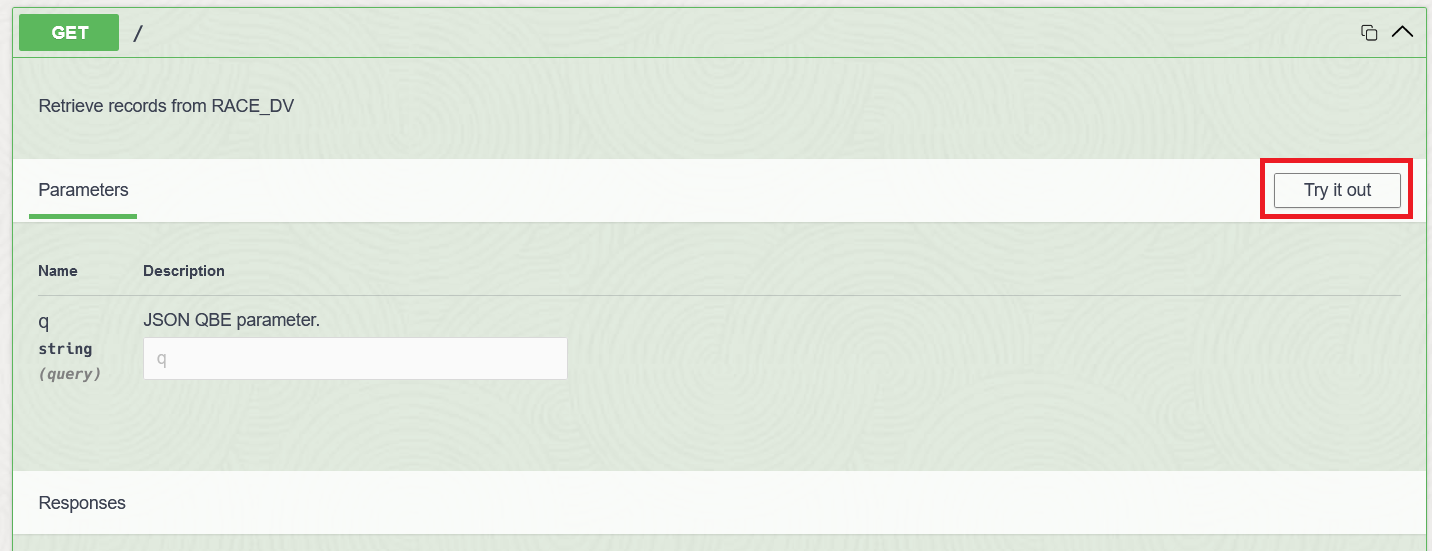 GET /
Retrieve records from RACE_DV
Parameters
Try it out
Name Description
q JSON QBE parameter.
string
q
(query)
Responses